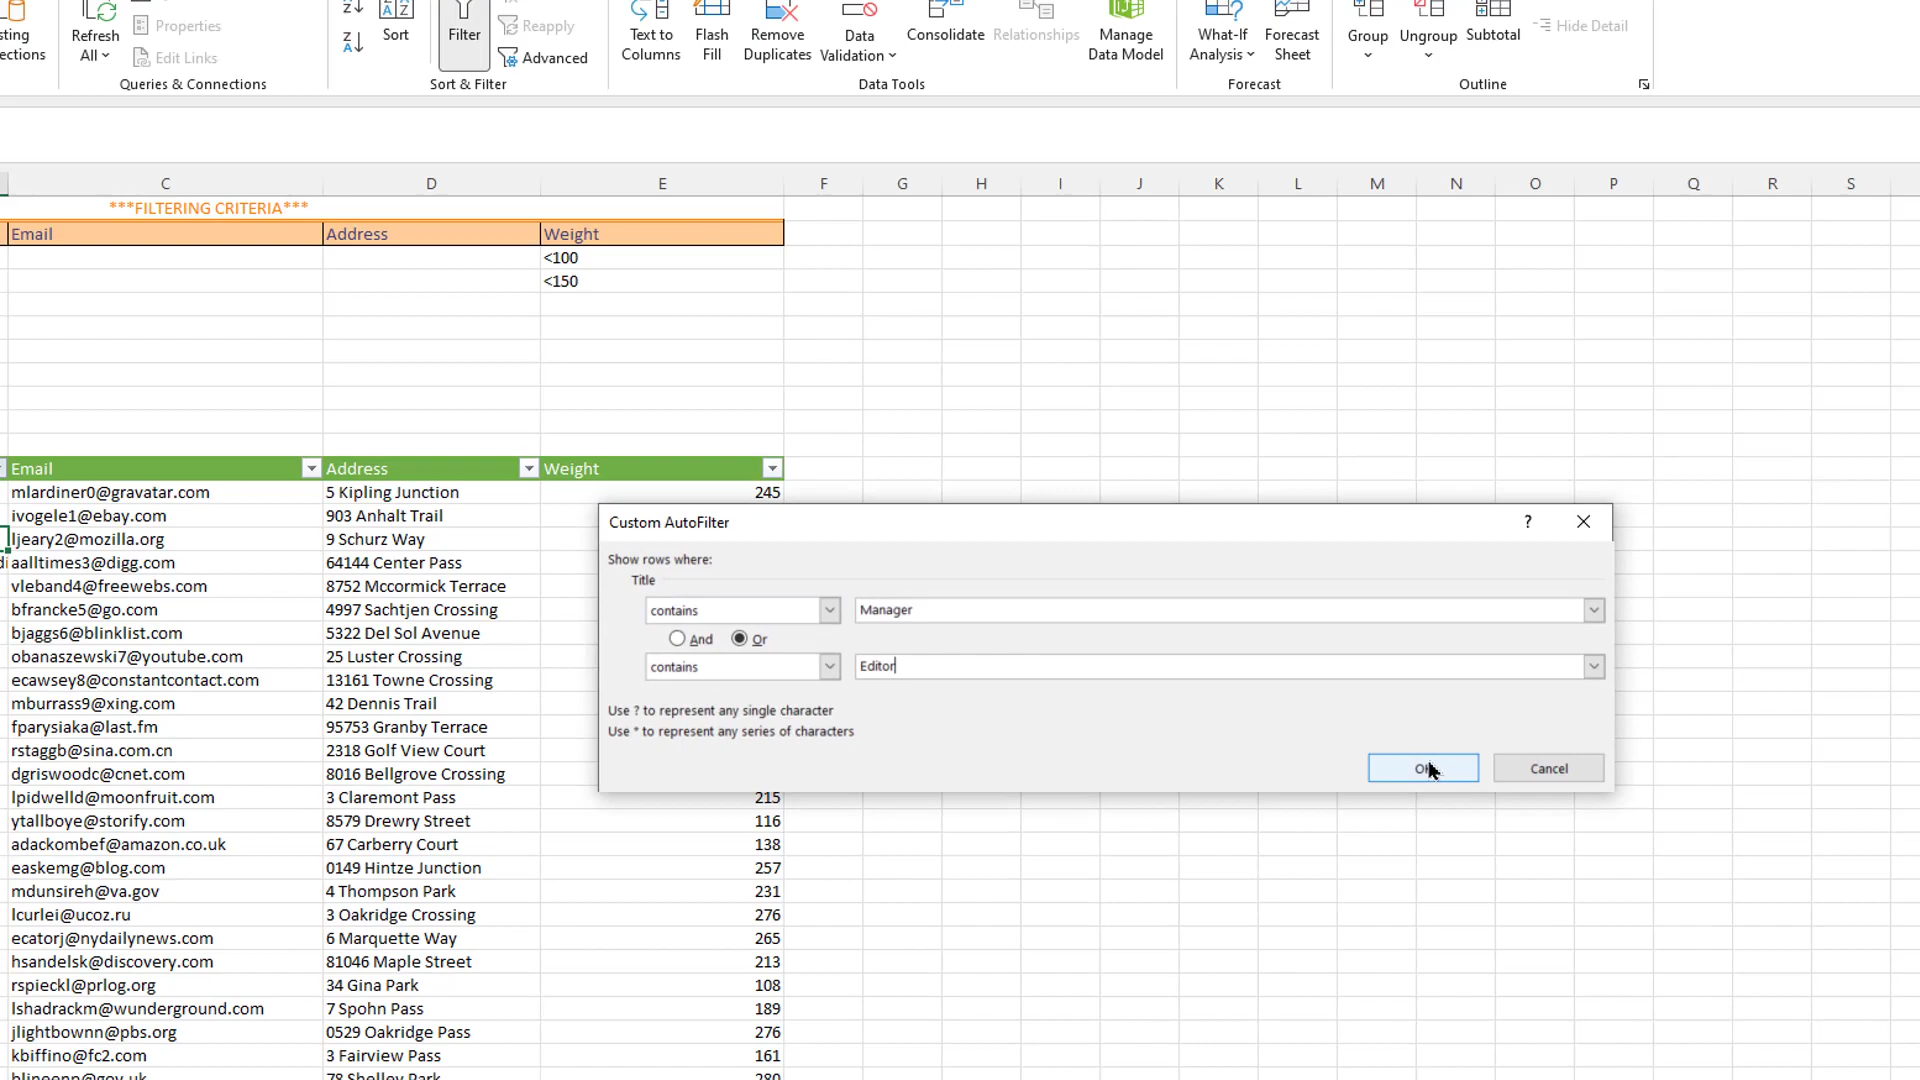 sting
ections
Refresh
All
Properties
Edit Links
Queries & Connections
Z
A
Z
A
Sort
Filter
Reapply
Advanced
Sort & Filter
Text to
Columns
Flash
Fill
Remove
Duplicates
Data
Validation
Consolidate
Relationships
Manage
Data Model
Data Tools
What-If
Analysis
Forecast
Sheet
Forecast
Group
Ungroup
Subtotal
Hide Detail
Outline
C D E F G H I J K L M N O P Q R S
***FILTERING CRITERIA***
Email Address Weight
<100
<150
Email Address Weight
mlardiner0@gravatar.com 5 Kipling Junction 245
ivogele1@ebay.com 903 Anhalt Trail
ljeary2@mozilla.org 9 Schurz Way
aalltimes3@digg.com 64144 Center Pass
vleband4@freewebs.com 8752 Mccormick Terrace
bfrancke5@go.com 4997 Sachtjen Crossing
bjaggs6@blinklist.com 5322 Del Sol Avenue
obanaszewski7@youtube.com 25 Luster Crossing
ecawsey8@constantcontact.com 13161 Towne Crossing
mburrass9@xing.com 42 Dennis Trail
fparysiaka@last.fm 95753 Granby Terrace
rstaggb@sina.com.cn 2318 Golf View Court
dgriswoodc@cnet.com 8016 Bellgrove Crossing
lpidwelld@moonfruit.com 3 Claremont Pass 215
ytallboye@storify.com 8579 Drewry Street 116
adackombef@amazon.co.uk 67 Carberry Court 138
easkemg@blog.com 0149 Hintze Junction 257
mdunsireh@va.gov 4 Thompson Park 231
lcurlei@ucoz.ru 3 Oakridge Crossing 276
ecatorj@nydailynews.com 6 Marquette Way 265
hsandelsk@discovery.com 81046 Maple Street 213
rspieckl@prlog.org 34 Gina Park 108
lshadrackm@wunderground.com 7 Spohn Pass 189
jlightbownn@pbs.org 0529 Oakridge Pass 276
kbiffino@fc2.com 3 Fairview Pass 161
78 Shelley Park 280
Custom AutoFilter ?
Show rows where:
Title
contains Manager
And Or
contains Editor
Use ? to represent any single character
Use * to represent any series of characters
OK Cancel